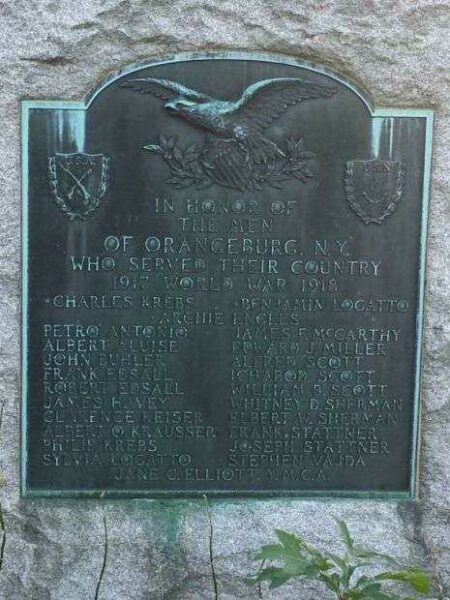 U.S.A.
U.S.N.
IN HONOR OF
THE MEN
OF ORANGEBURG, N.Y.
WHO SERVED THEIR COUNTRY
1917 WORLD WAR 1918
*CHARLES KREBS *BENJAMIN LOGATTO
*ARCHIE ECCLES
PETRO ANTONIO JAMES F. MCCARTHY
ALBERT ALUISE EDWARD J. MILLER
JOHN BUHLER ALFRED SCOTT
FRANK EDSALL ICHABOD SCOTT
ROBERT EDSALL WILLIAM B. SCOTT
JAMES HAVEY WHITNEY D. SHERMAN
CLARENCE KEISER ELBERT W. SHERMAN
ALBERT O. KLAUSSER FRANK STATTNER
PHILIP KREBS JOSEPH STATTNER
SYLVIA LOGATTO STEPHEN VAJDA
JANE C. ELLIOTT Y.M.C.A.